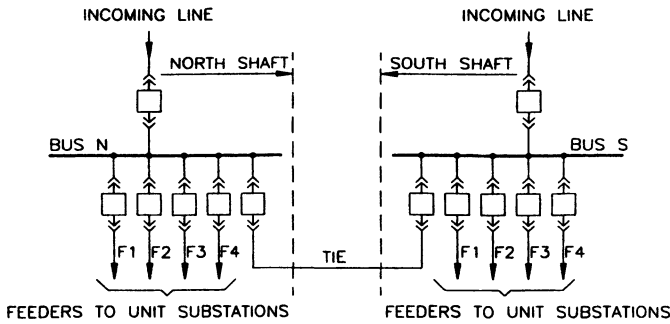 INCOMING LINE
INCOMING LINE
NORTH SHAFT
SOUTH SHAFT
BUS N
BUS S
F1 F2 F3 F4
F1 F2 F3 F4
TIE
FEEDERS TO UNIT SUBSTATIONS
FEEDERS TO UNIT SUBSTATIONS